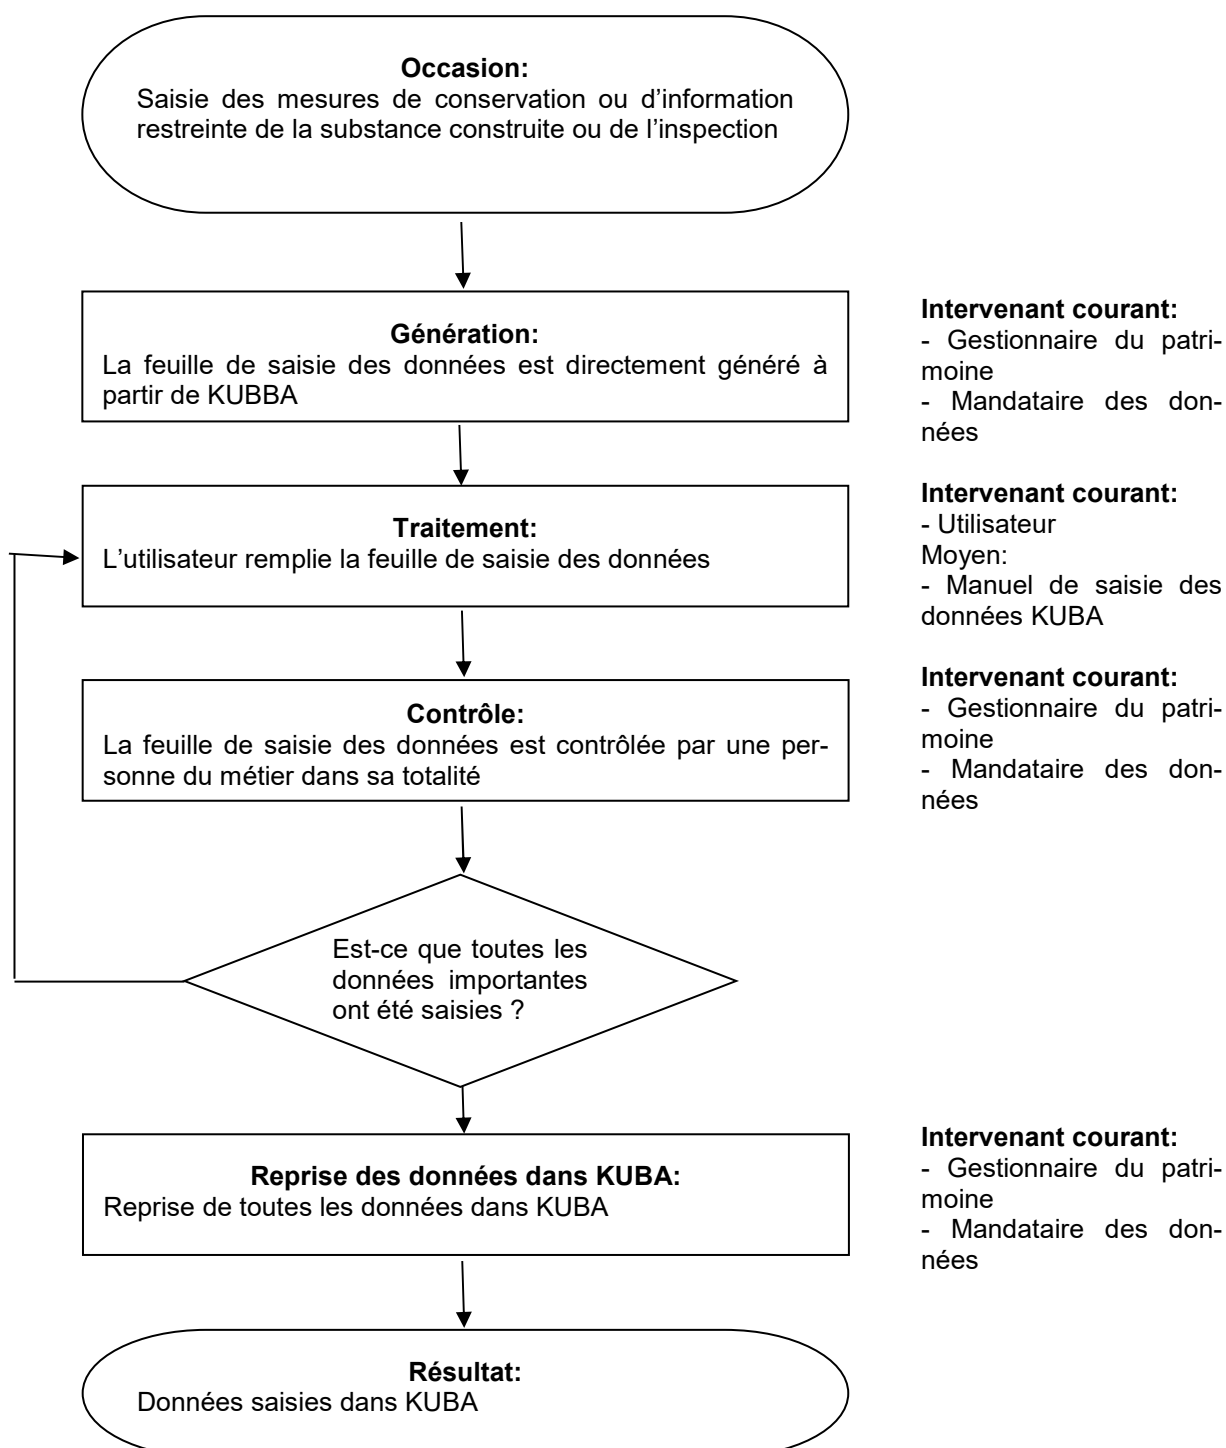 Occasion:
Saisie des mesures de conservation ou d’information
restreinte de la substance construite ou de l’inspection
Génération:
La feuille de saisie des données est directement généré à
partir de KUBBA
Intervenant courant:
- Gestionnaire du patri-
moine
- Mandataire des don-
nées
Traitement:
L’utilisateur remplie la feuille de saisie des données
Intervenant courant:
- Utilisateur
Moyen:
- Manuel de saisie des
données KUBA
Contrôle:
La feuille de saisie des données est contrôlée par une per-
sonne du métier dans sa totalité
Intervenant courant:
- Gestionnaire du patri-
moine
- Mandataire des don-
nées
Est-ce que toutes les
données importantes
ont été saisies ?
Reprise des données dans KUBA:
Reprise de toutes les données dans KUBA
Intervenant courant:
- Gestionnaire du patri-
moine
- Mandataire des don-
nées
Résultat:
Données saisies dans KUBA